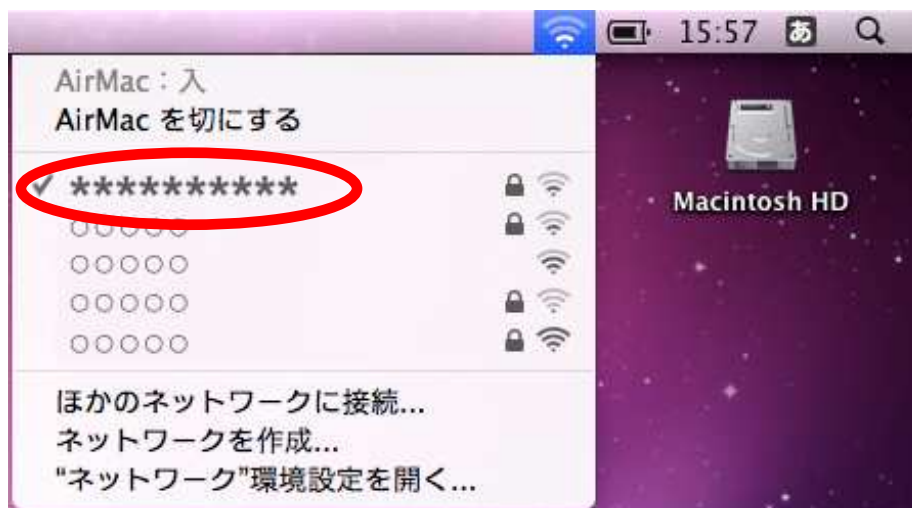 15:57 あ
AirMac：入
AirMac を切にする
✓ **********
○○○○○
○○○○○
○○○○○
○○○○○
ほかのネットワークに接続...
ネットワークを作成...
“ネットワーク”環境設定を開く...
Macintosh HD